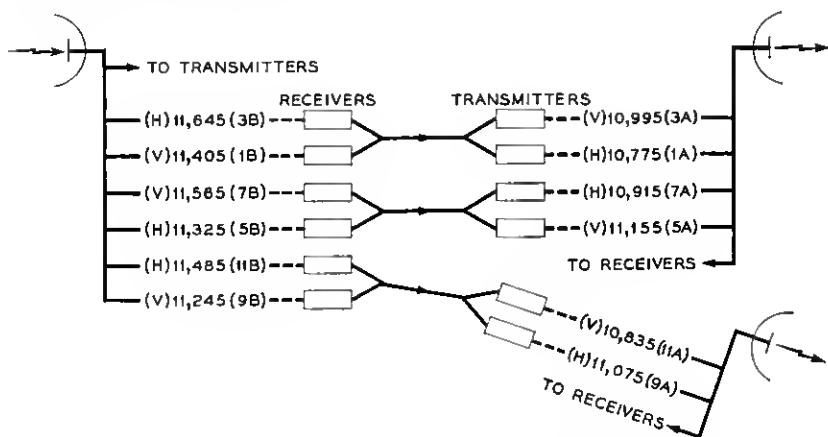 TO TRANSMITTERS
RECEIVERS
TRANSMITTERS
(H)11,645(3B)
(V)10,995(3A)
(V)11,405(1B)
(H)10,775(1A)
(V)11,565(7B)
(H)10,915(7A)
(H)11,325(5B)
(V)11,155(5A)
TO RECEIVERS
(H)11,485(11B)
(V)11,245(9B)
(V)10,835(11A)
(H)11,075(9A)
TO RECEIVERS